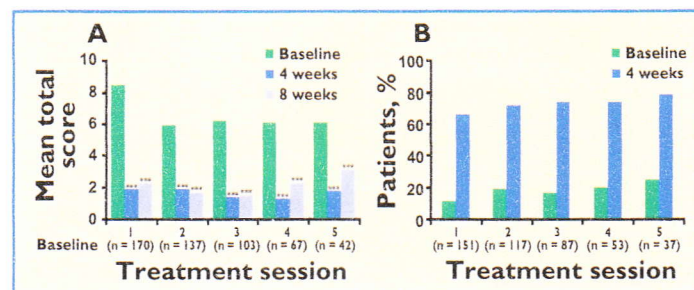 A
Baseline
4 weeks
8 weeks
Mean total
score
10
8
6
4
2
0
*** *** *** *** *** *** *** *** *** ***
1 2 3 4 5
Baseline (n = 170) (n = 137) (n = 103) (n = 67) (n = 42)
Treatment session
B
Baseline
4 weeks
Patients, %
100
80
60
40
20
0
1 2 3 4 5
(n = 151) (n = 117) (n = 87) (n = 53) (n = 37)
Treatment session